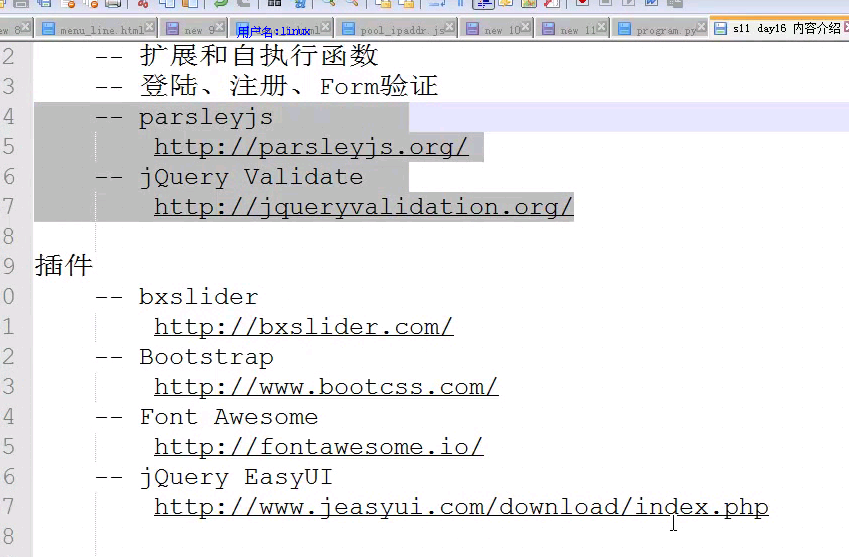 menu_line html
new 9
用户名:linux
pool_ipaddr js
new 10
new 11
program.py
s11 day16 内容介绍
2 -- 扩展和自执行函数
3 -- 登陆、注册、Form验证
4 -- parsleyjs
5 http://parsleyjs.org/
6 -- jQuery Validate
7 http://jqueryvalidation.org/
8
9 插件
0 -- bxslider
1 http://bxslider.com/
2 -- Bootstrap
3 http://www.bootcss.com/
4 -- Font Awesome
5 http://fontawesome.io/
6 -- jQuery EasyUI
7 http://www.jeasyui.com/download/index.php
8